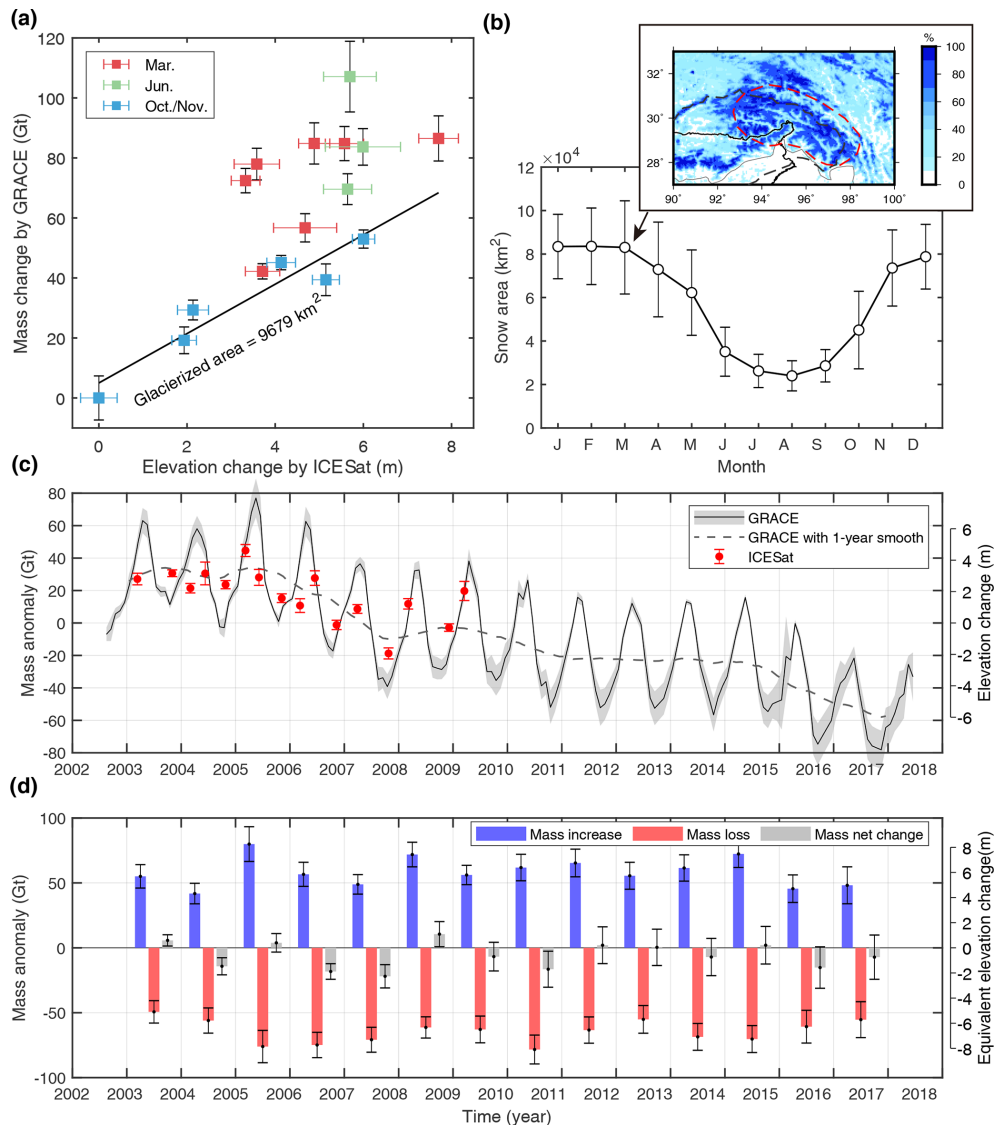 (a)
120
100
80
60
40
20
0
Mass change by GRACE (Gt)
Mar.
Jun.
Oct./Nov.
Glacierized area = 9679 km²
0 2 4 6 8
Elevation change by ICESat (m)
(b)
%
100
80
60
40
20
0
32°
30°
28°
90 92° 94° 96° 98° 100°
×10⁴
12
10
8
6
4
2
0
Snow area (km²)
J F M A M J J A S O N D
Month
(c)
80
60
40
20
0
-20
-40
-60
-80
Mass anomaly (Gt)
GRACE
GRACE with 1-year smooth
ICESat
6
4
2
0
-2
-4
-6
Elevation change (m)
2002 2003 2004 2005 2006 2007 2008 2009 2010 2011 2012 2013 2014 2015 2016 2017 2018
(d)
100
50
0
-50
-100
Mass anomaly (Gt)
Mass increase
Mass loss
Mass net change
8
6
4
2
0
-2
-4
-6
-8
Equivalent elevation change(m)
2002 2003 2004 2005 2006 2007 2008 2009 2010 2011 2012 2013 2014 2015 2016 2017 2018
Time (year)